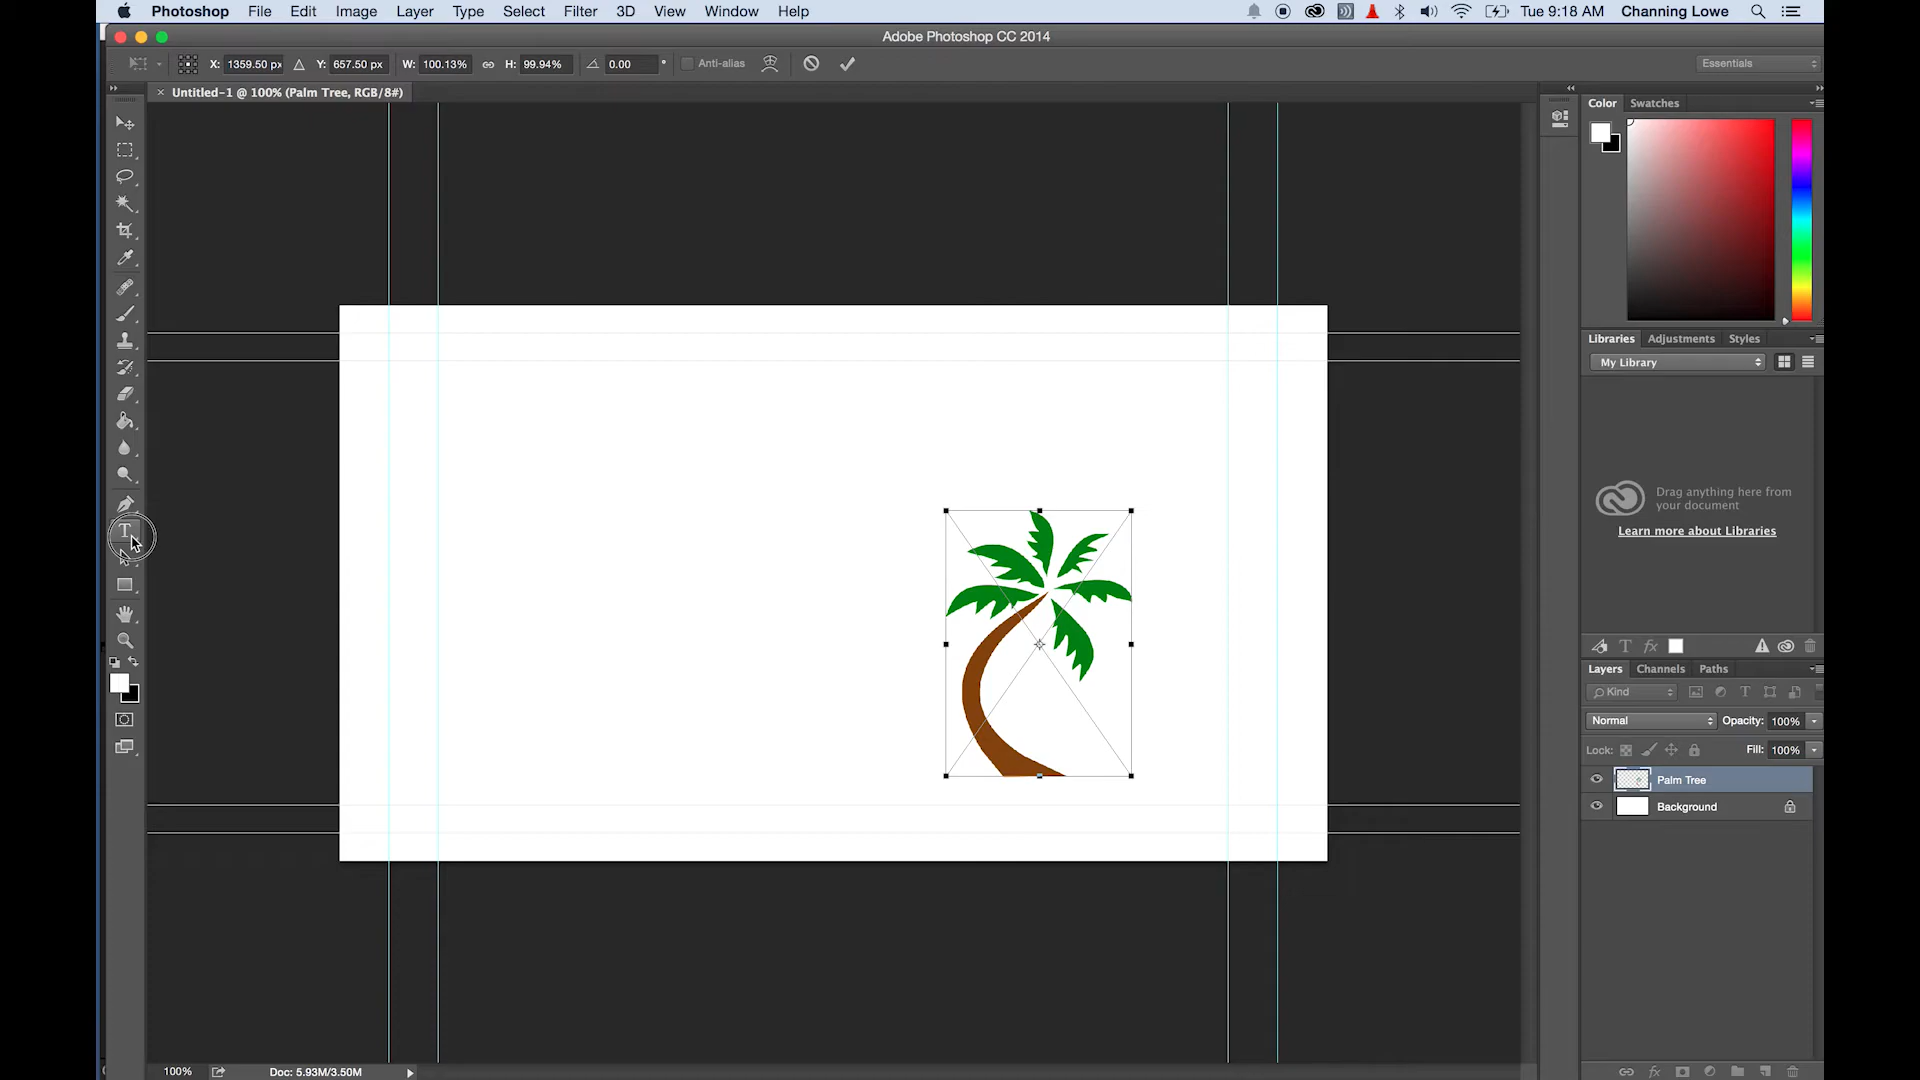 Photoshop File Edit Image Layer Type Select Filter 3D View Window Help Tue 9:18 AM Channing Lowe
Adobe Photoshop CC 2014
X: 1359.50 px Y: 657.50 px W: 100.13% H: 99.94% 0.00 ° Anti-alias Essentials
× Untitled-1 @ 100% (Palm Tree, RGB/8#)
Color Swatches
Libraries Adjustments Styles
My Library
Drag anything here from
your document
Learn more about Libraries
T fx
Layers Channels Paths
Kind T
Normal Opacity: 100%
Lock: Fill: 100%
Palm Tree
Background
T
100% Doc: 5.93M/3.50M
fx